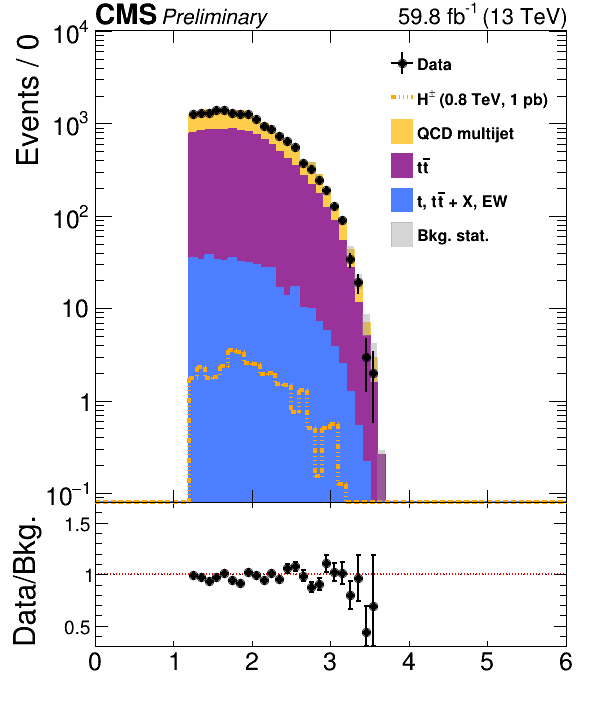 CMS Preliminary 59.8 fb⁻¹ (13 TeV)
Events / 0
10⁴
10³
10²
10
1
10⁻¹
Data
H± (0.8 TeV, 1 pb)
QCD multijet
tt̄
t, tt̄ + X, EW
Bkg. stat.
Data/Bkg.
1.5
1
0.5
0 1 2 3 4 5 6